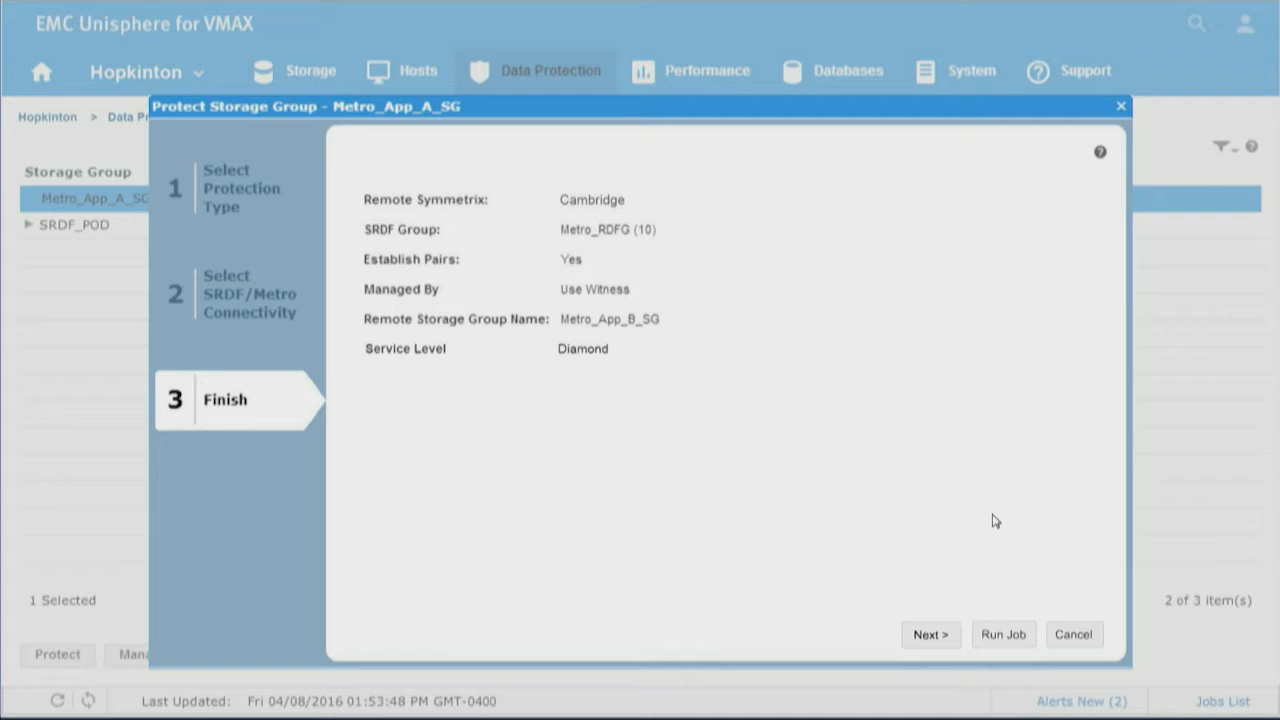 EMC Unisphere for VMAX
Hopkinton Storage Hosts Data Protection Performance Databases System Support
Hopkinton > Data P
Protect Storage Group - Metro_App_A_SG
Storage Group
Metro_App_A_SG
SRDF_POD
1 Select Protection Type
2 Select SRDF/Metro Connectivity
3 Finish
Remote Symmetrix: Cambridge
SRDF Group: Metro_RDFG (10)
Establish Pairs: Yes
Managed By Use Witness
Remote Storage Group Name: Metro_App_B_SG
Service Level Diamond
Next > Run Job Cancel
1 Selected 2 of 3 item(s)
Protect Mana
Last Updated: Fri 04/08/2016 01:53:48 PM GMT-0400 Alerts New (2) Jobs List